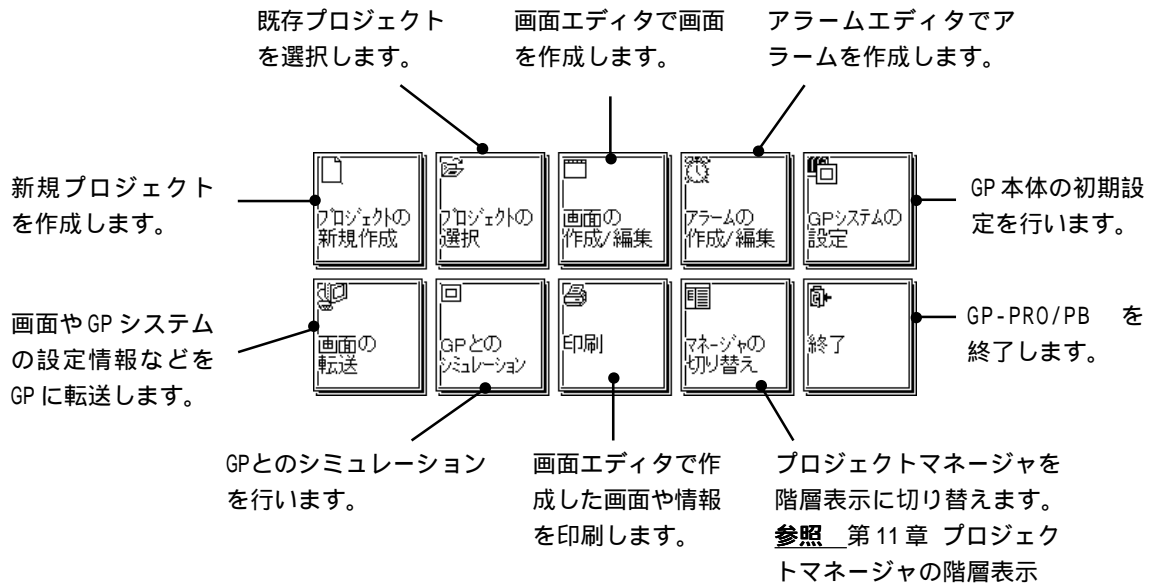 既存プロジェクト
を選択します。
画面エディタで画面
を作成します。
アラームエディタでア
ラームを作成します。
新規プロジェクト
を作成します。
プロジェクトの
新規作成
プロジェクトの
選択
画面の
作成/編集
アラームの
作成/編集
GPシステムの
設定
GP本体の初期設
定を行います。
画面やGPシステム
の設定情報などを
GPに転送します。
画面の
転送
GPとの
シミュレーション
印刷
マネージャの
切り替え
終了
GP-PRO/PB を
終了します。
GPとのシミュレーション
を行います。
画面エディタで作
成した画面や情報
を印刷します。
プロジェクトマネージャを
階層表示に切り替えます。
参照 第11章 プロジェク
トマネージャの階層表示